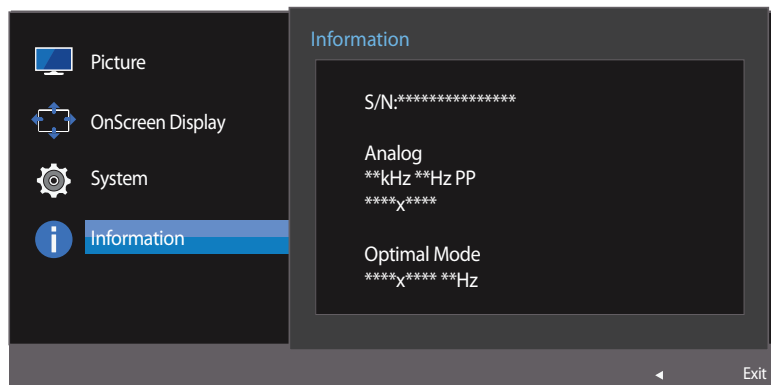 Picture
OnScreen Display
System
Information
Information
S/N:***************
Analog
**kHz **Hz PP
****x****
Optimal Mode
****x**** **Hz
Exit